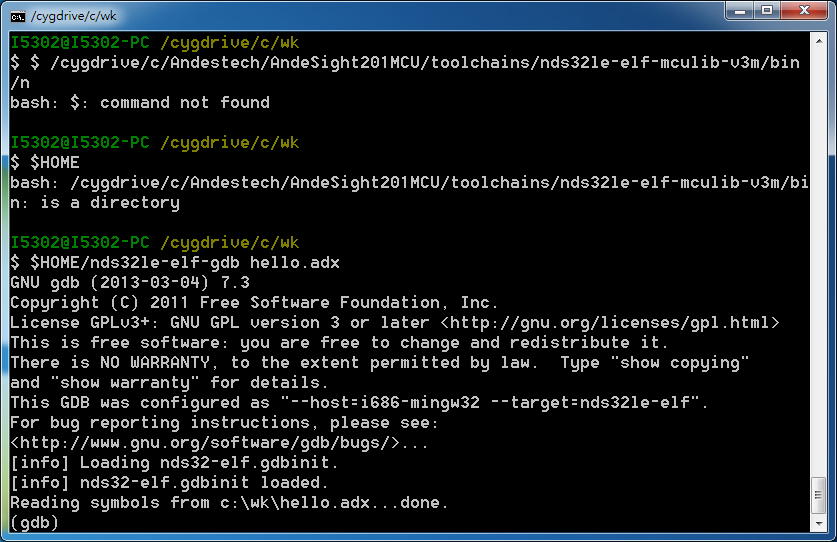 /cygdrive/c/wk
I5302@I5302-PC /cygdrive/c/wk
$ $ /cygdrive/c/Andestech/AndeSight201MCU/toolchains/nds32le-elf-mculib-v3m/bin
/n
bash: $: command not found
I5302@I5302-PC /cygdrive/c/wk
$ $HOME
bash: /cygdrive/c/Andestech/AndeSight201MCU/toolchains/nds32le-elf-mculib-v3m/bi
n: is a directory
I5302@I5302-PC /cygdrive/c/wk
$ $HOME/nds32le-elf-gdb hello.adx
GNU gdb (2013-03-04) 7.3
Copyright (C) 2011 Free Software Foundation, Inc.
License GPLv3+: GNU GPL version 3 or later <http://gnu.org/licenses/gpl.html>
This is free software: you are free to change and redistribute it.
There is NO WARRANTY, to the extent permitted by law.  Type "show copying"
and "show warranty" for details.
This GDB was configured as "--host=i686-mingw32 --target=nds32le-elf".
For bug reporting instructions, please see:
<http://www.gnu.org/software/gdb/bugs/>...
[info] Loading nds32-elf.gdbinit.
[info] nds32-elf.gdbinit loaded.
Reading symbols from c:\wk\hello.adx...done.
(gdb)